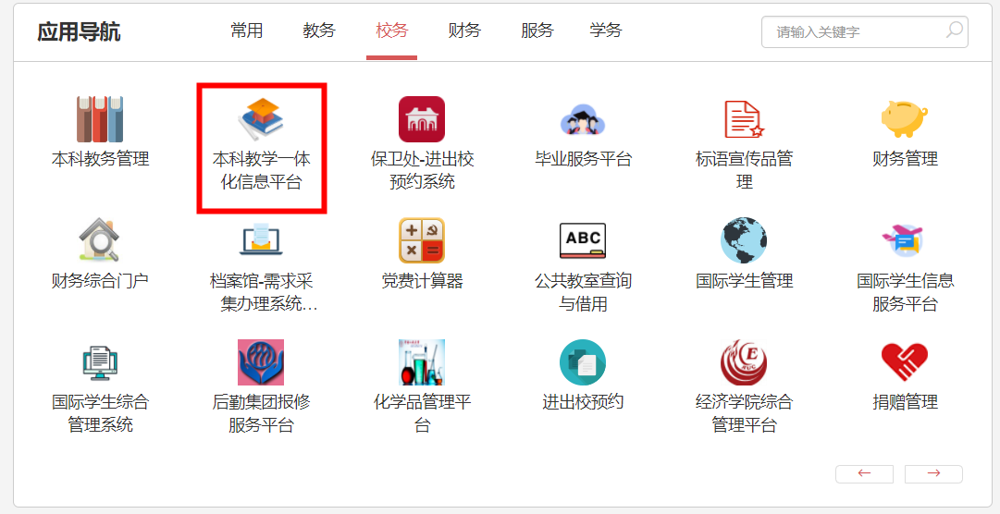 应用导航 常用 教务 校务 财务 服务 学务 请输入关键字
本科教务管理
本科教学一体
化信息平台
保卫处-进出校
预约系统
毕业服务平台
标语宣传品管
理
财务管理
财务综合门户
档案馆-需求采
集办理系统...
党费计算器
ABC
公共教室查询
与借用
国际学生管理
国际学生信息
服务平台
国际学生综合
管理系统
后勤集团报修
服务平台
化学品管理平
台
进出校预约
E
经济学院综合
管理平台
捐赠管理